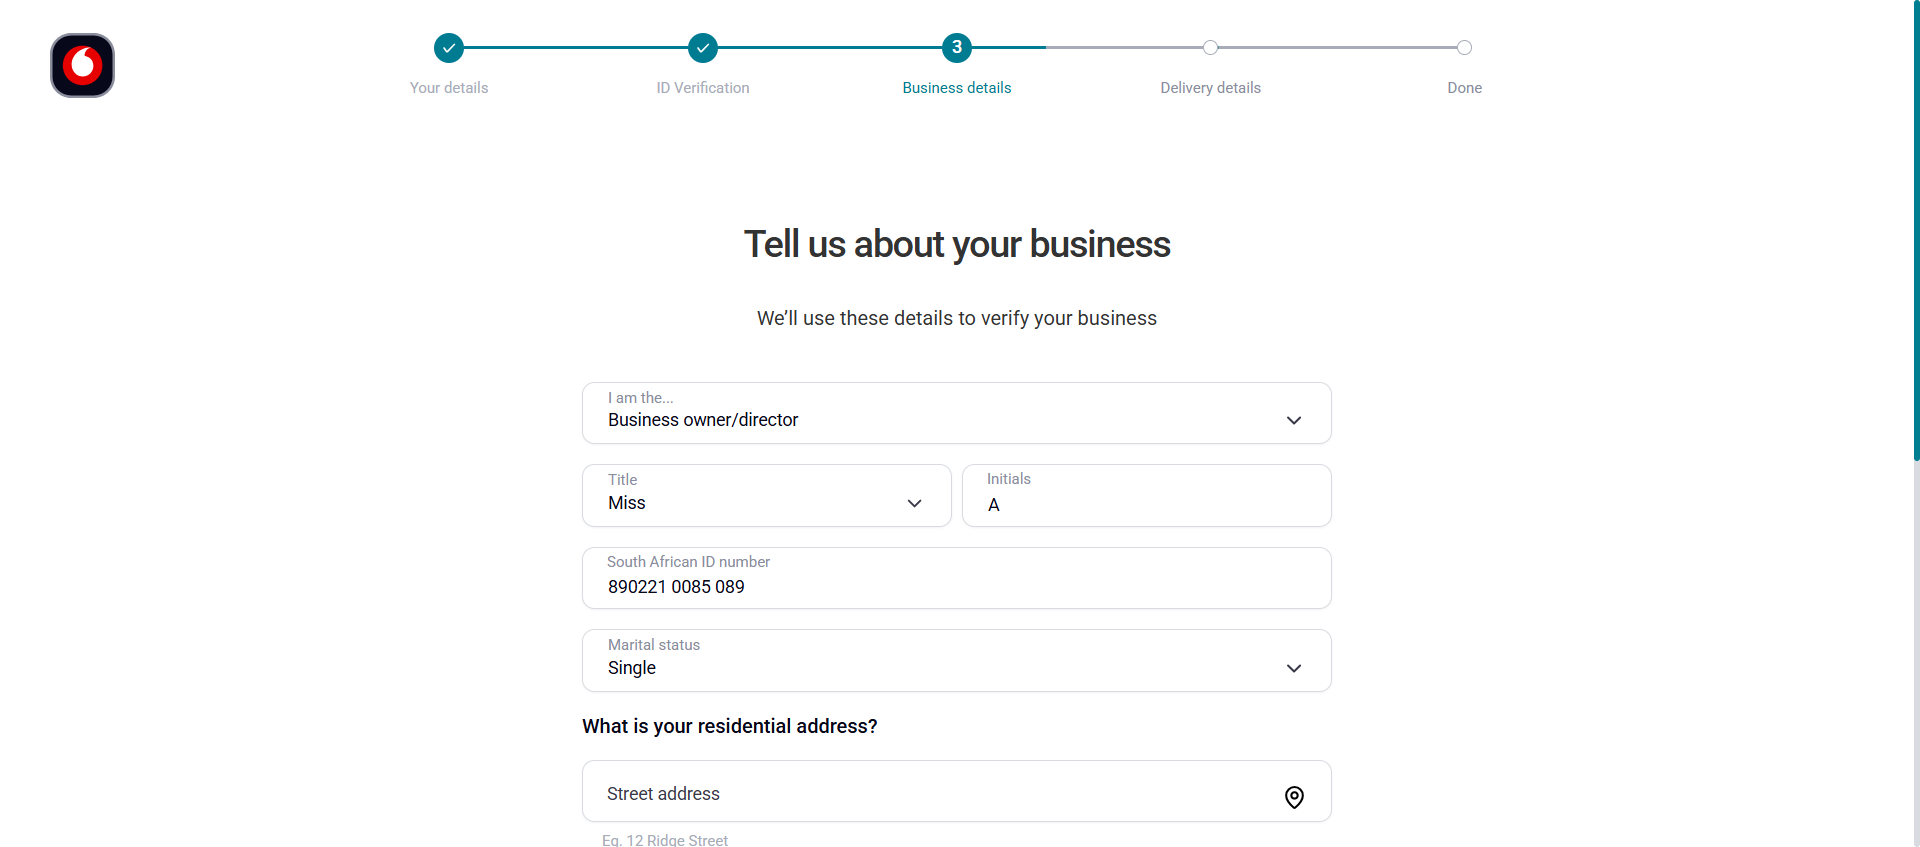 3
Your details
ID Verification
Business details
Delivery details
Done
Tell us about your business
We’ll use these details to verify your business
I am the...
Business owner/director
Title
Miss
Initials
A
South African ID number
890221 0085 089
Marital status
Single
What is your residential address?
Street address
Eg. 12 Ridge Street